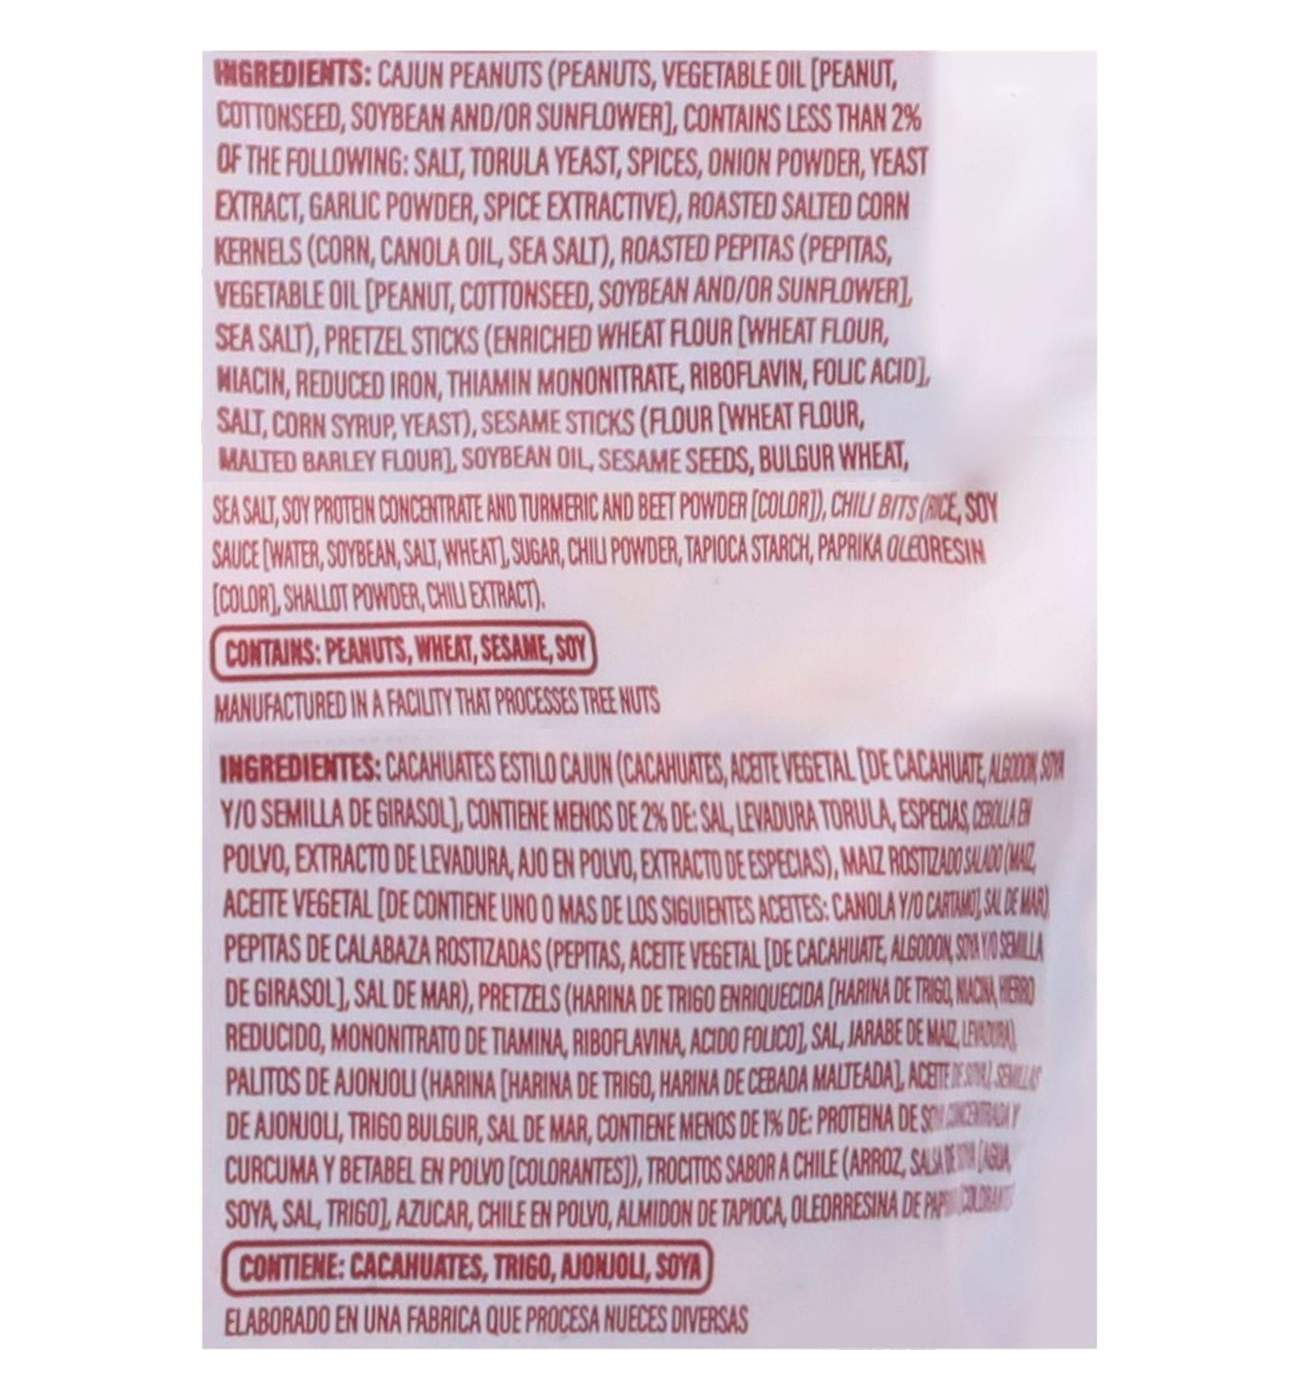 INGREDIENTS: CAJUN PEANUTS (PEANUTS, VEGETABLE OIL [PEANUT,
COTTONSEED, SOYBEAN AND/OR SUNFLOWER], CONTAINS LESS THAN 2%
OF THE FOLLOWING: SALT, TORULA YEAST, SPICES, ONION POWDER, YEAST
EXTRACT, GARLIC POWDER, SPICE EXTRACTIVE), ROASTED SALTED CORN
KERNELS (CORN, CANOLA OIL, SEA SALT), ROASTED PEPITAS (PEPITAS,
VEGETABLE OIL [PEANUT, COTTONSEED, SOYBEAN AND/OR SUNFLOWER],
SEA SALT), PRETZEL STICKS (ENRICHED WHEAT FLOUR [WHEAT FLOUR,
NIACIN, REDUCED IRON, THIAMIN MONONITRATE, RIBOFLAVIN, FOLIC ACID],
SALT, CORN SYRUP, YEAST), SESAME STICKS (FLOUR [WHEAT FLOUR,
MALTED BARLEY FLOUR], SOYBEAN OIL, SESAME SEEDS, BULGUR WHEAT,
SEA SALT, SOY PROTEIN CONCENTRATE AND TURMERIC AND BEET POWDER [COLOR]), CHILI BITS (RICE, SOY
SAUCE [WATER, SOYBEAN, SALT, WHEAT], SUGAR, CHILI POWDER, TAPIOCA STARCH, PAPRIKA OLEORESIN
[COLOR], SHALLOT POWDER, CHILI EXTRACT).
CONTAINS: PEANUTS, WHEAT, SESAME, SOY
MANUFACTURED IN A FACILITY THAT PROCESSES TREE NUTS
INGREDIENTES: CACAHUATES ESTILO CAJUN (CACAHUATES, ACEITE VEGETAL [DE CACAHUATE, ALGODON, SOYA
Y/O SEMILLA DE GIRASOL], CONTIENE MENOS DE 2% DE: SAL, LEVADURA TORULA, ESPECIAS, CEBOLLA EN
POLVO, EXTRACTO DE LEVADURA, AJO EN POLVO, EXTRACTO DE ESPECIAS), MAIZ ROSTIZADO SALADO (MAIZ,
ACEITE VEGETAL [DE CONTIENE UNO O MAS DE LOS SIGUIENTES ACEITES: CANOLA Y/O CARTAMO], SAL DE MAR)
PEPITAS DE CALABAZA ROSTIZADAS (PEPITAS, ACEITE VEGETAL [DE CACAHUATE, ALGODON, SOYA Y/O SEMILLA
DE GIRASOL], SAL DE MAR), PRETZELS (HARINA DE TRIGO ENRIQUECIDA [HARINA DE TRIGO, NIACINA, HIERRO
REDUCIDO, MONONITRATO DE TIAMINA, RIBOFLAVINA, ACIDO FOLICO], SAL, JARABE DE MAIZ, LEVADURA),
PALITOS DE AJONJOLI (HARINA [HARINA DE TRIGO, HARINA DE CEBADA MALTEADA], ACEITE DE SOYA], SEMILLAS
DE AJONJOLI, TRIGO BULGUR, SAL DE MAR, CONTIENE MENOS DE 1% DE: PROTEINA DE SOYA CONCENTRADA Y
CURCUMA Y BETABEL EN POLVO [COLORANTES]), TROCITOS SABOR A CHILE (ARROZ, SALSA DE SOYA [AGUA,
SOYA, SAL, TRIGO], AZUCAR, CHILE EN POLVO, ALMIDON DE TAPIOCA, OLEORRESINA DE
CONTIENE: CACAHUATES, TRIGO, AJONJOLI, SOYA
ELABORADO EN UNA FABRICA QUE PROCESA NUECES DIVERSAS